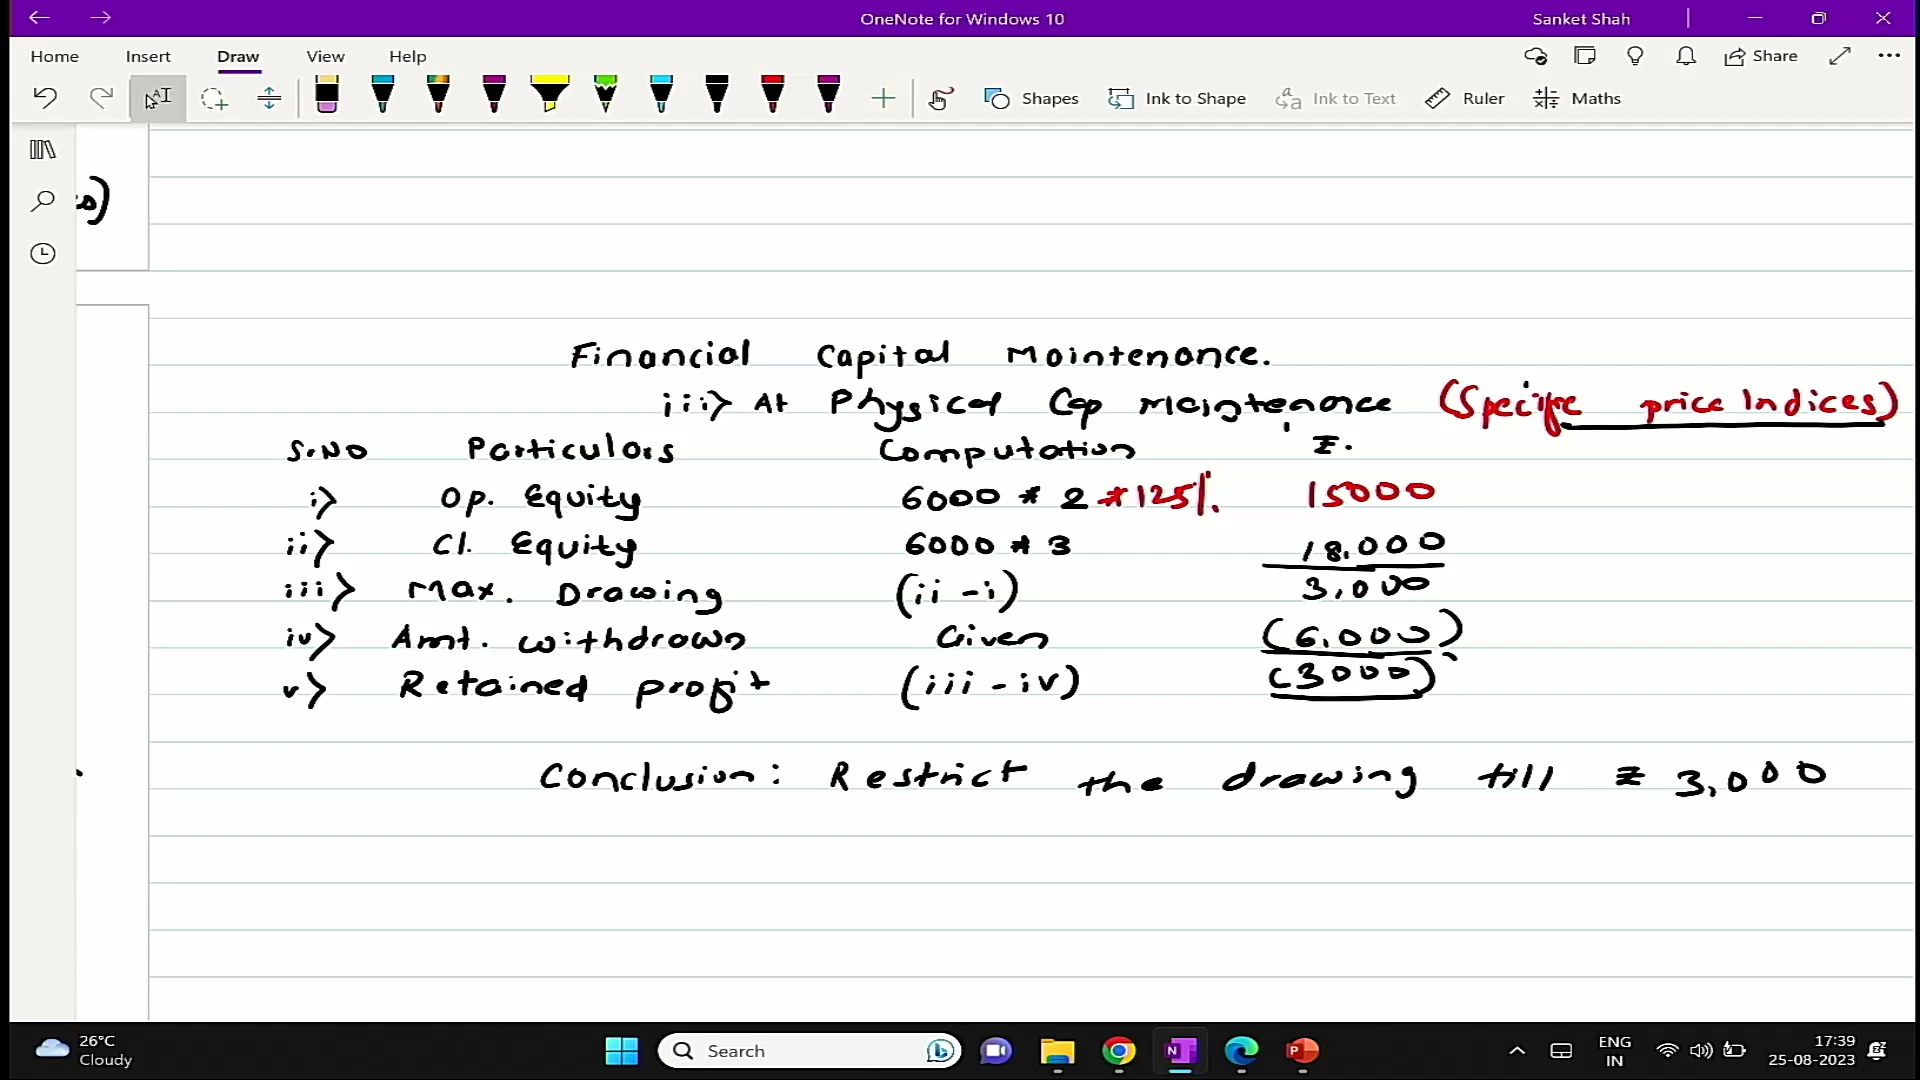 OneNote for Windows 10
Sanket Shah
Home Insert Draw View Help
Share
Shapes Ink to Shape Ink to Text Ruler Maths
Financial Capital Maintenance.
iii> At Physical Cap Maintenance (Specific price Indices)
S.NO Particulars Computation ₹.
i> Op. Equity 6000 * 2 * 125%. 15000
ii> Cl. Equity 6000 * 3 18,000
iii> Max. Drawing (ii - i) 3,000
iv> Amt. withdrawn Given (6,000)
v> Retained profit (iii - iv) (3000)
Conclusion: Restrict the drawing till ₹ 3,000
26°C
Cloudy
Search
ENG
IN
17:39
25-08-2023